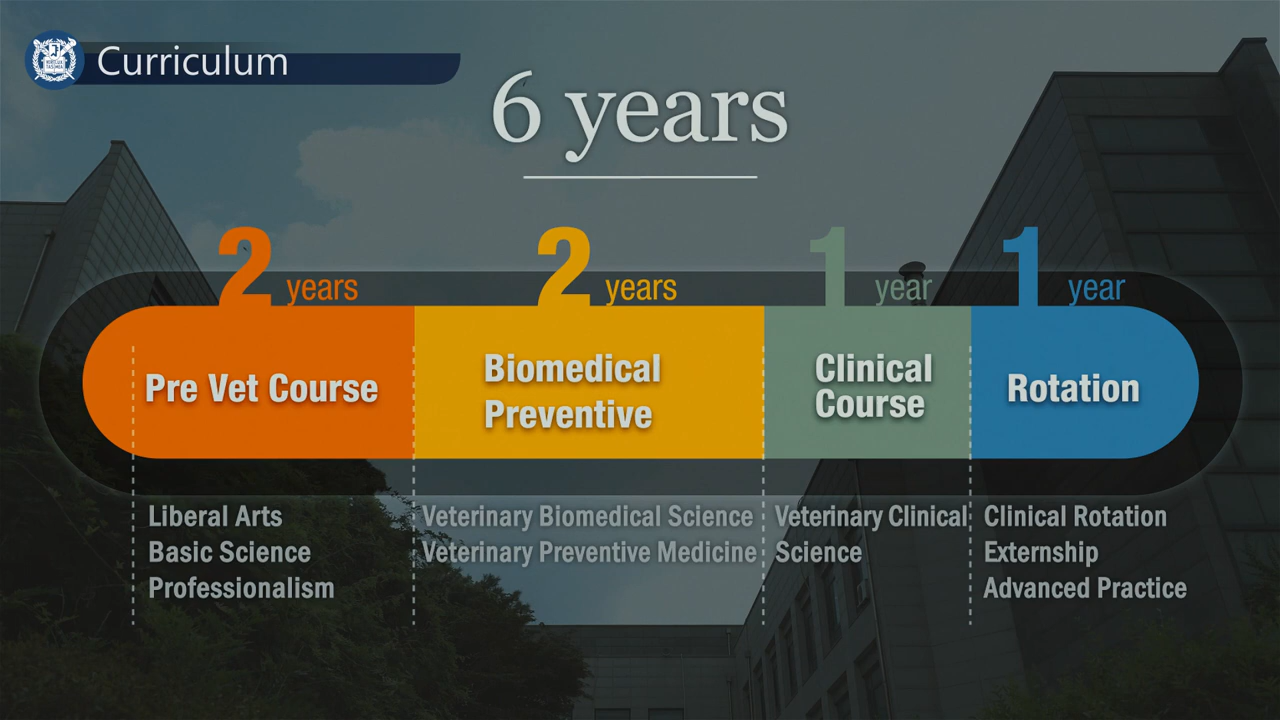 Curriculum
6 years
2 years
2 years
1 year
1 year
Pre Vet Course
Biomedical
Preventive
Clinical
Course
Rotation
Liberal Arts
Basic Science
Professionalism
Veterinary Biomedical Science
Veterinary Preventive Medicine
Veterinary Clinical
Science
Clinical Rotation
Externship
Advanced Practice